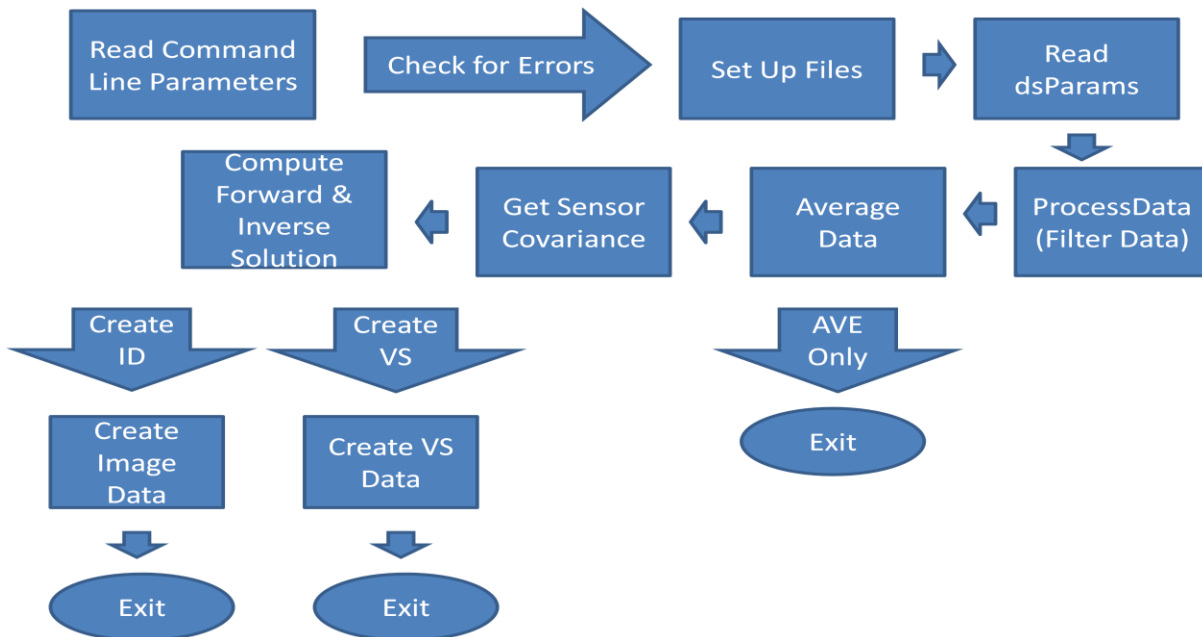 Read Command
Line Parameters
Check for Errors
Set Up Files
Read
dsParams
Compute
Forward &
Inverse
Solution
Get Sensor
Covariance
Average
Data
ProcessData
(Filter Data)
Create
ID
Create
VS
AVE
Only
Create
Image
Data
Create VS
Data
Exit
Exit
Exit